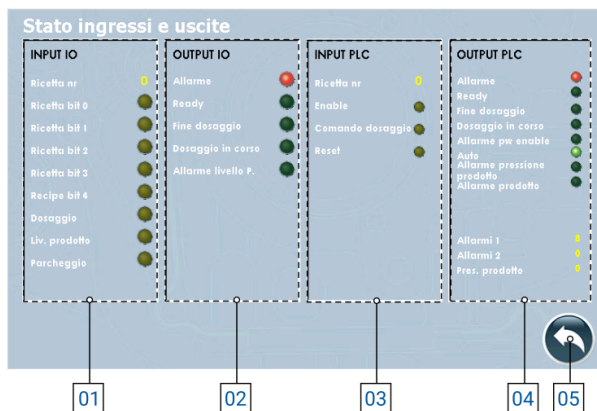 Stato ingressi e uscite
INPUT IO
Ricetta nr 0
Ricetta bit 0
Ricetta bit 1
Ricetta bit 2
Ricetta bit 3
Recipe bit 4
Dosaggio
Liv. prodotto
Parcheggio
OUTPUT IO
Allarme
Ready
Fine dosaggio
Dosaggio in corso
Allarme livello P.
INPUT PLC
Ricetta nr 0
Enable
Comando dosaggio
Reset
OUTPUT PLC
Allarme
Ready
Fine dosaggio
Dosaggio in corso
Allarme pw enable
Auto
Allarme pressione
prodotto
Allarme prodotto
Allarmi 1
Allarmi 2 0
Pres. prodotto 0
01
02
03
04
05